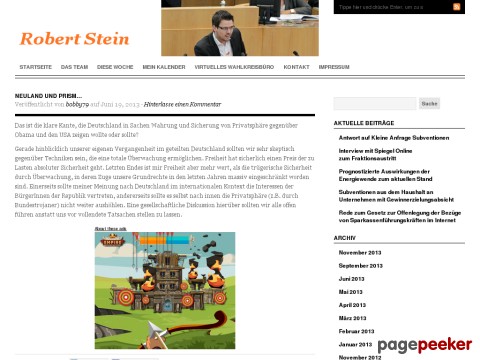 Tippe hier und drücke Enter, um zu s
Robert Stein
STARTSEITE DAS TEAM DIESE WOCHE MEIN KALENDER VIRTUELLES WAHLKREISBÜRO KONTAKT IMPRESSUM
NEULAND UND PRISM...
Veröffentlicht von bobby79 auf Juni 19, 2013 · Hinterlasse einen Kommentar
Das ist die klare Kante, die Deutschland in Sachen Wahrung und Sicherung von Privatsphäre gegenüber
Obama und den USA zeigen wollte oder sollte?
Gerade hinblicklich unserer eigenen Vergangenheit im geteilten Deutschland sollten wir sehr skeptisch
gegenüber Techniken sein, die eine totale Überwachung ermöglichen. Freiheit hat sicherlich einen Preis der zu
Lasten absoluter Sicherheit geht. Letzten Endes ist mir Freiheit aber mehr wert, als die trügerische Sicherheit
durch Überwachung, in deren Zuge unsere Grundrechte in den letzten Jahren massiv eingeschränkt worden
sind. Einerseits sollte meiner Meinung nach Deutschland im internationalen Kontext die Interessen der
BürgerInnen der Republik vertreten, andererseits sollte es selbst nach innen die Privatsphäre (z.B. durch
Bundestrojaner) nicht weiter aushöhlen. Eine gesellschaftliche Diskussion hierüber sollten wir alle offen
führen anstatt uns vor vollendete Tatsachen stellen zu lassen.
EMPIRE
Suche
AKTUELLE BEITRÄGE
Antwort auf Kleine Anfrage Subventionen
Interview mit Spiegel Online
zum Fraktionsaustritt
Prognostizierte Auswirkungen der
Energiewende zum aktuellen Stand
Subventionen aus dem Haushalt an
Unternehmen mit Gewinnerzielungsabsicht
Rede zum Gesetz zur Offenlegung der Bezüge
von Sparkassenführungskräften im Internet
ARCHIV
November 2013
September 2013
Juni 2013
Mai 2013
April 2013
März 2013
Februar 2013
Januar 2013
November 2012
pagepeeker